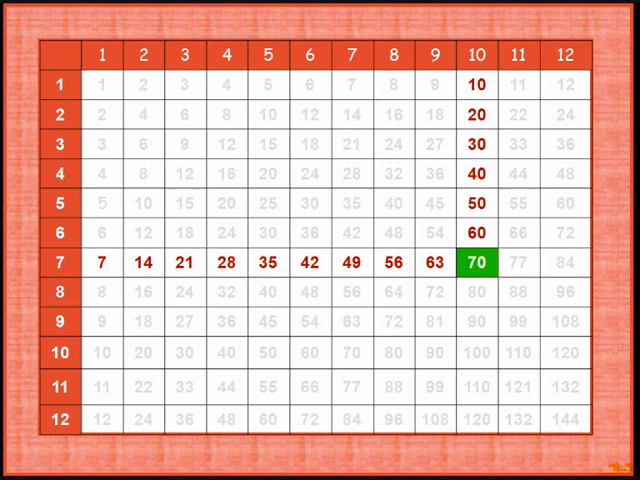 1 2 3 4 5 6 7 8 9 10 11 12
1 1 2 3 4 5 6 7 8 9 10 11 12
2 2 4 6 8 10 12 14 16 18 20 22 24
3 3 6 9 12 15 18 21 24 27 30 33 36
4 4 8 12 16 20 24 28 32 36 40 44 48
5 5 10 15 20 25 30 35 40 45 50 55 60
6 6 12 18 24 30 36 42 48 54 60 66 72
7 7 14 21 28 35 42 49 56 63 70 77 84
8 8 16 24 32 40 48 56 64 72 80 88 96
9 9 18 27 36 45 54 63 72 81 90 99 108
10 10 20 30 40 50 60 70 80 90 100 110 120
11 11 22 33 44 55 66 77 88 99 110 121 132
12 12 24 36 48 60 72 84 96 108 120 132 144